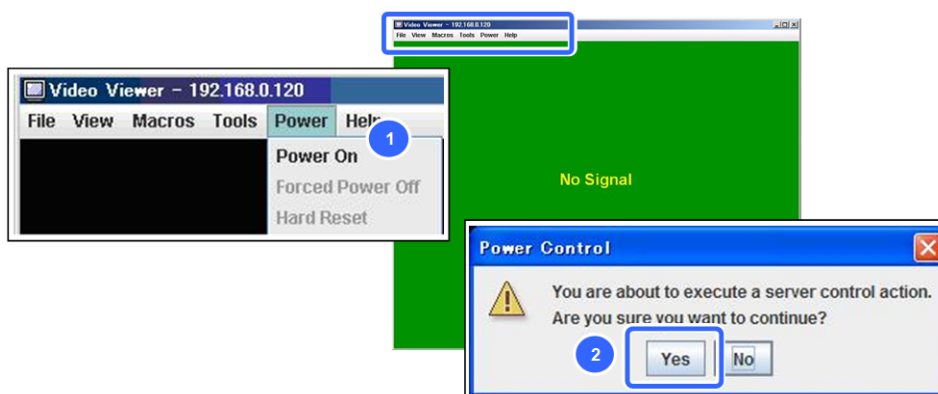 Video Viewer - 192.168.0.120
File View Macros Tools Power Help
Video Viewer - 192.168.0.120
File View Macros Tools Power Help
1
Power On
Forced Power Off
Hard Reset
No Signal
Power Control
You are about to execute a server control action.
Are you sure you want to continue?
2
Yes No